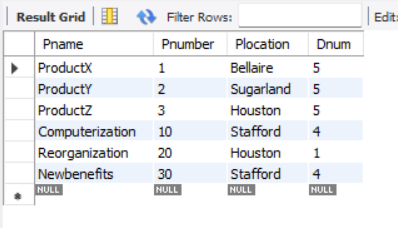 Result Grid Filter Rows: Edit:
Pname Pnumber Plocation Dnum
ProductX 1 Bellaire 5
ProductY 2 Sugarland 5
ProductZ 3 Houston 5
Computerization 10 Stafford 4
Reorganization 20 Houston 1
Newbenefits 30 Stafford 4
NULL NULL NULL NULL